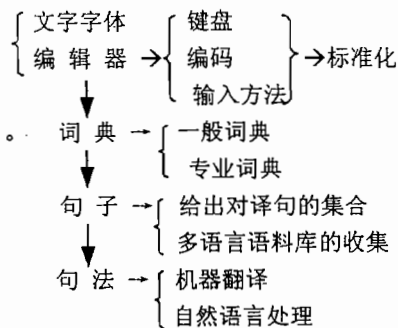 文字字体 键盘
编辑器 → 编码 → 标准化
输入方法
词典 → 一般词典
专业词典
句子 → 给出对译句的集合
多语言语料库的收集
句法 → 机器翻译
自然语言处理